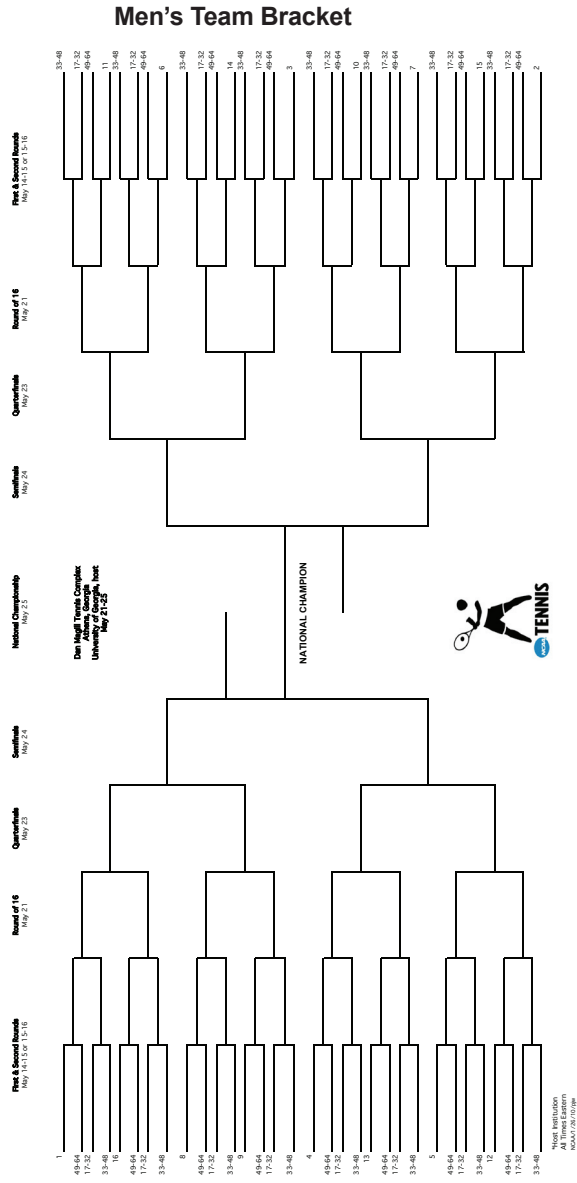 Men's Team Bracket
First & Second Rounds
May 14-15 or 15-16
Round of 16
May 21
Quarterfinals
May 23
Semifinals
May 24
National Championship
May 25
Semifinals
May 24
Quarterfinals
May 23
Round of 16
May 21
First & Second Rounds
May 14-15 or 15-16
1
49-64
17-32
33-48
16
49-64
17-32
33-48
8
49-64
17-32
33-48
9
49-64
17-32
33-48
4
49-64
17-32
33-48
13
49-64
17-32
33-48
5
49-64
17-32
33-48
12
49-64
17-32
33-48
Dan Magill Tennis Complex
Athens, Georgia
University of Georgia, host
May 21-25
NATIONAL CHAMPION
NCAA TENNIS
33-48
17-32
49-64
11
33-48
17-32
49-64
6
33-48
17-32
49-64
14
33-48
17-32
49-64
3
33-48
17-32
49-64
10
33-48
17-32
49-64
7
33-48
17-32
49-64
15
33-48
17-32
49-64
2
*Host Institution
All Times Eastern